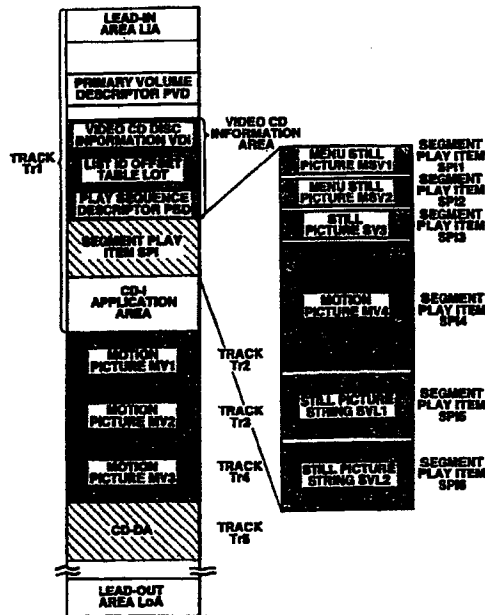 LEAD-IN
AREA LIA
PRIMARY VOLUME
DESCRIPTOR PVD
VIDEO CD DISC
INFORMATION VDI
LIST ID OFFSET
TABLE LOT
PLAY SEQUENCE
DESCRIPTOR PSD
SEGMENT PLAY
ITEM SPI
CD-I
APPLICATION
AREA
MOTION
PICTURE MV1
MOTION
PICTURE MV2
MOTION
PICTURE MV3
CD-DA
LEAD-OUT
AREA LOA
TRACK
Tr1
VIDEO CD
INFORMATION
AREA
TRACK
Tr2
TRACK
Tr3
TRACK
Tr4
TRACK
Tr5
MENU STILL
PICTURE MSV1
MENU STILL
PICTURE MSV2
STILL
PICTURE SV3
MOTION
PICTURE MV4
STILL PICTURE
STRING SVL1
STILL PICTURE
STRING SVL2
SEGMENT
PLAY ITEM
SPI1
SEGMENT
PLAY ITEM
SPI2
SEGMENT
PLAY ITEM
SPI3
SEGMENT
PLAY ITEM
SPI4
SEGMENT
PLAY ITEM
SPI5
SEGMENT
PLAY ITEM
SPI6